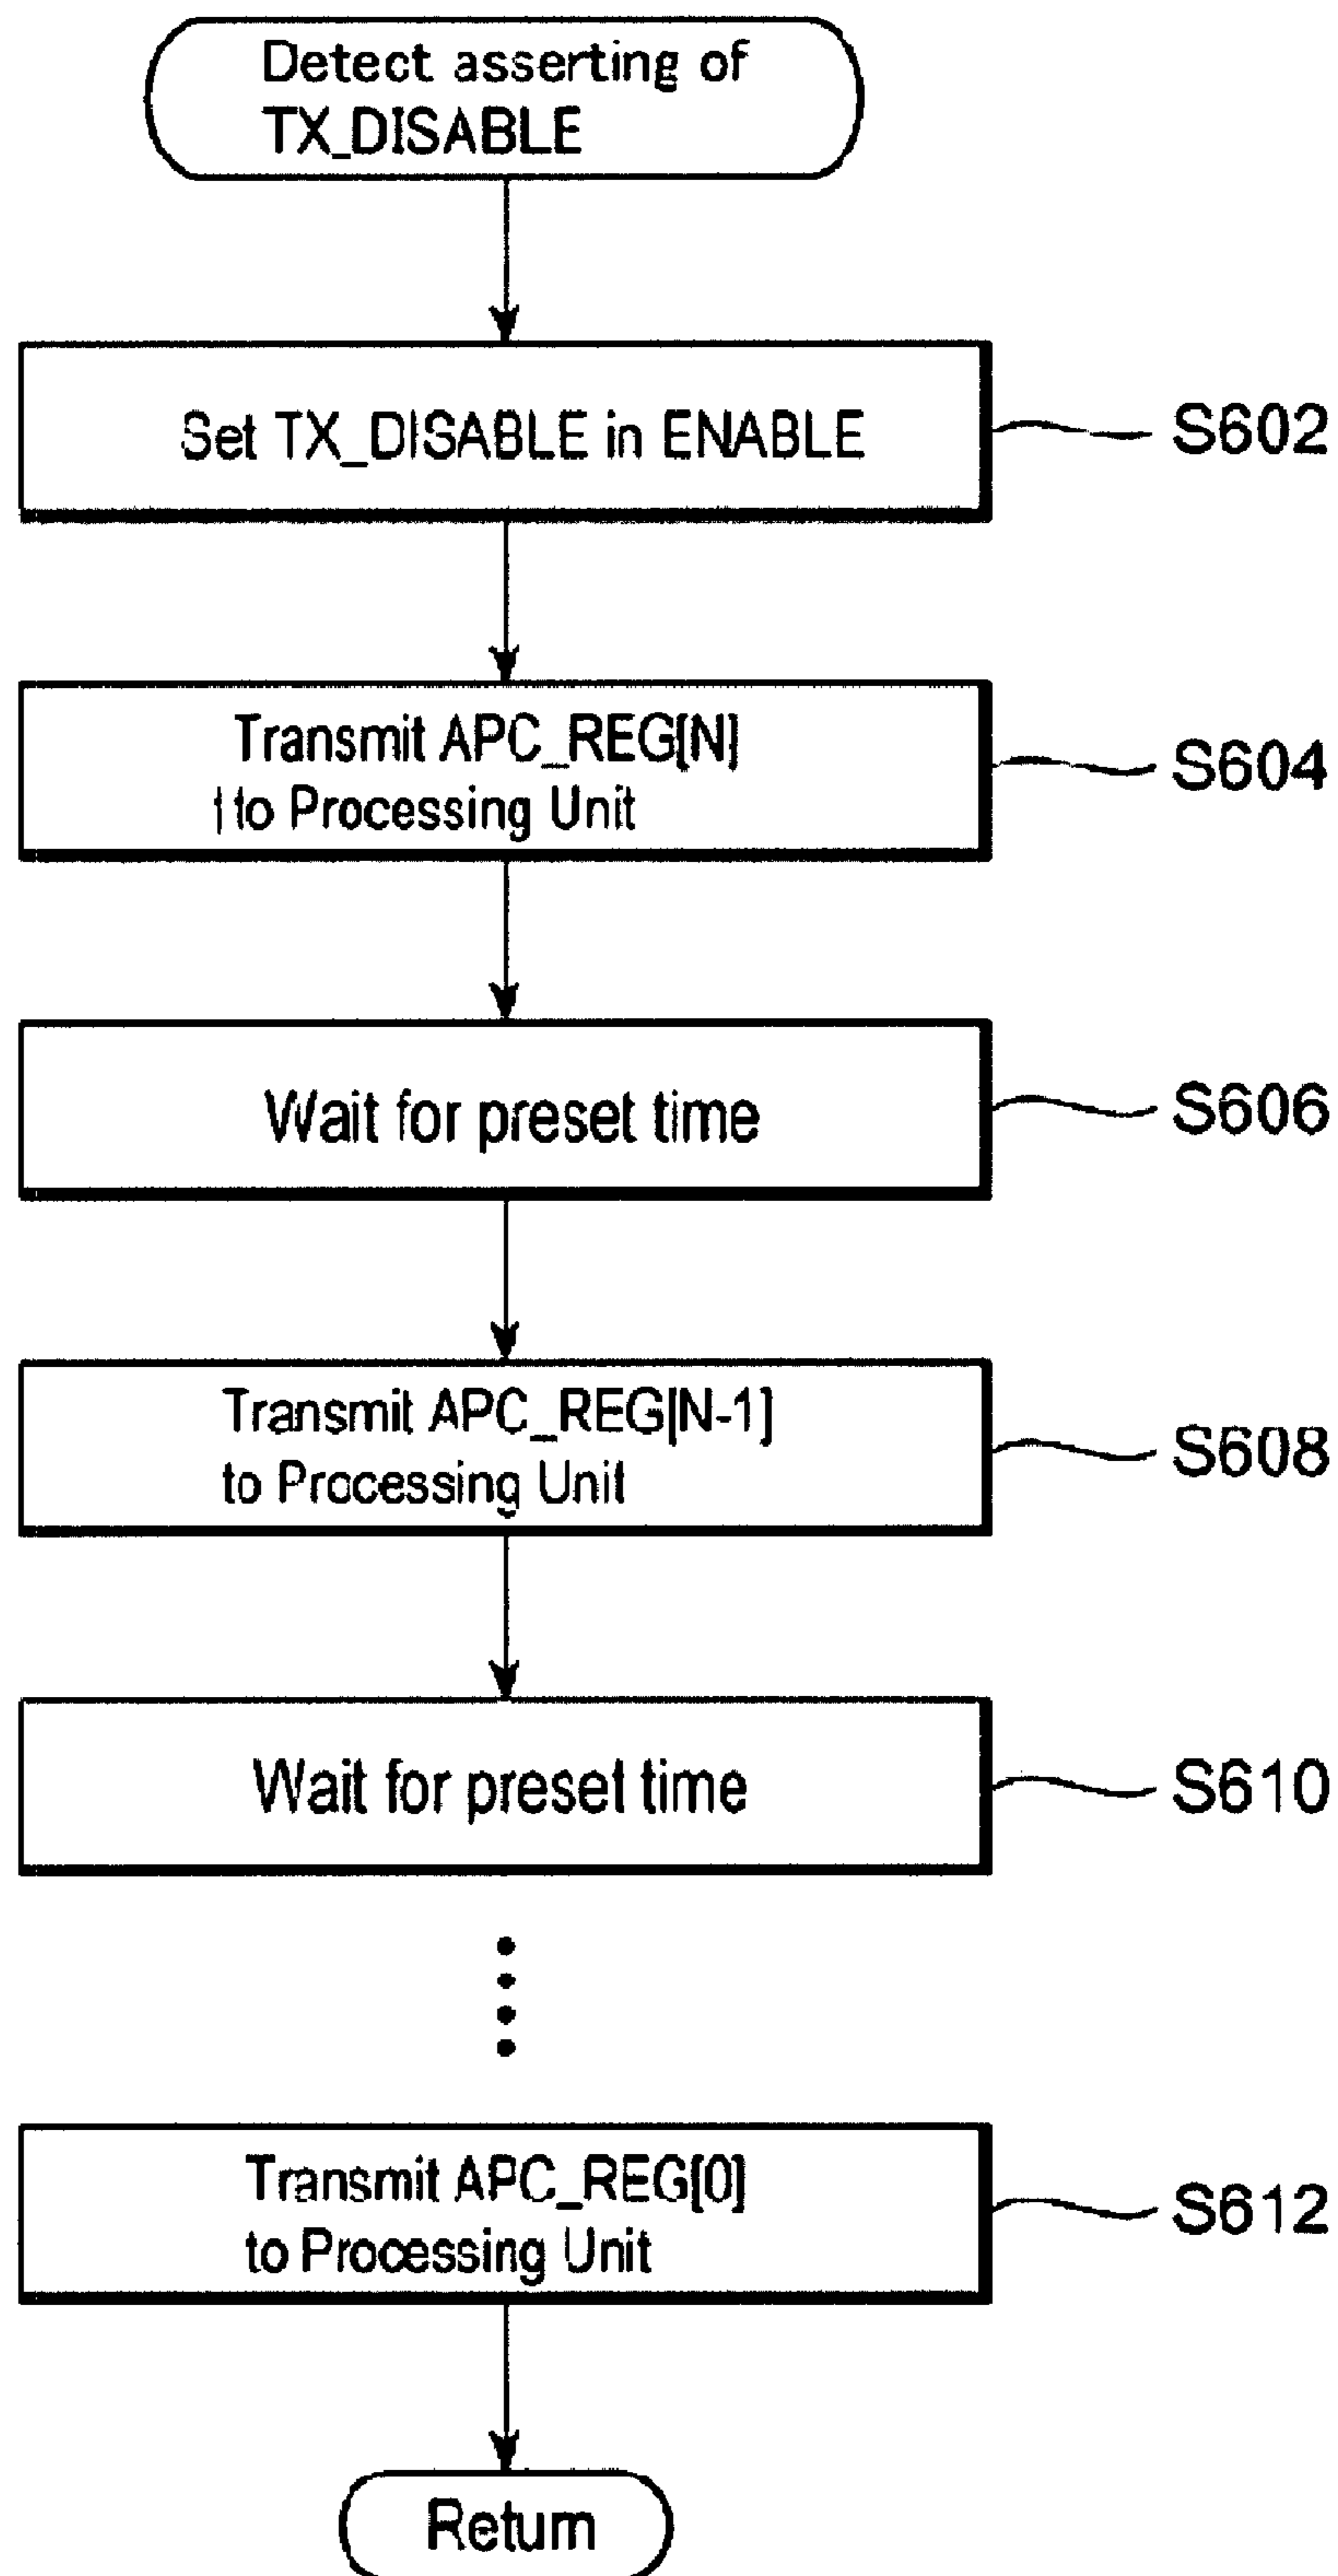 Detect asserting of
TX_DISABLE
Set TX_DISABLE in ENABLE
S602
Transmit APC_REG[N]
to Processing Unit
S604
Wait for preset time
S606
Transmit APC_REG[N-1]
to Processing Unit
S608
Wait for preset time
S610
Transmit APC_REG[0]
to Processing Unit
S612
Return